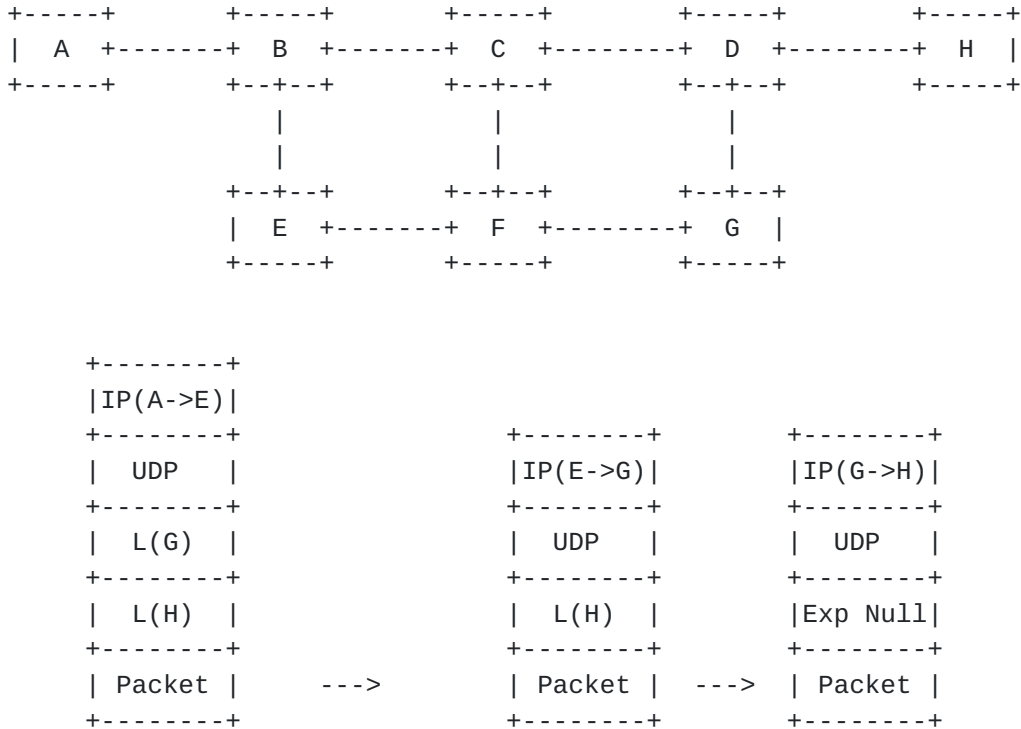 +-----+       +-----+       +-----+        +-----+        +-----+
|  A  +-------+  B  +-------+  C  +--------+  D  +--------+  H  |
+-----+       +--+--+       +--+--+        +--+--+        +-----+
                 |             |              |
                 |             |              |
              +--+--+       +--+--+        +--+--+
              |  E  +-------+  F  +--------+  G  |
              +-----+       +-----+        +-----+
     +--------+
     |IP(A->E)|
     +--------+                 +--------+        +--------+
     |  UDP   |                 |IP(E->G)|        |IP(G->H)|
     +--------+                 +--------+        +--------+
     |  L(G)  |                 |  UDP   |        |  UDP   |
     +--------+                 +--------+        +--------+
     |  L(H)  |                 |  L(H)  |        |Exp Null|
     +--------+                 +--------+        +--------+
     | Packet |     --->        | Packet |  --->  | Packet |
     +--------+                 +--------+        +--------+